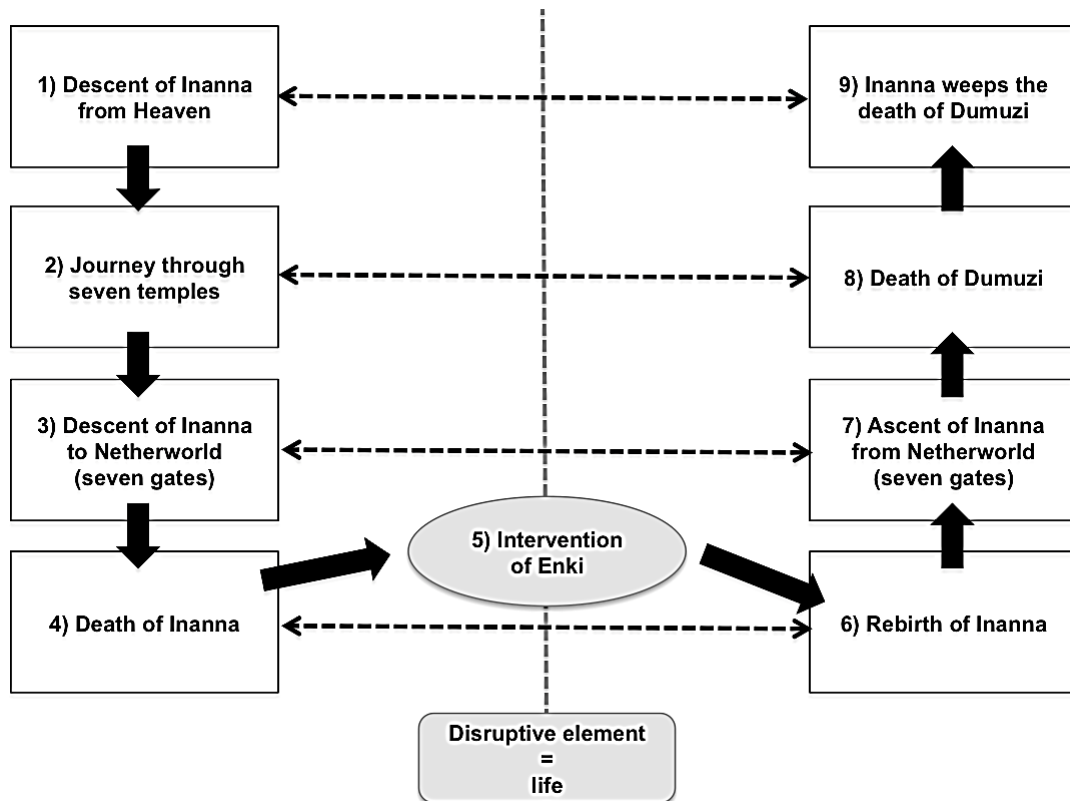 1) Descent of Inanna
from Heaven
2) Journey through
seven temples
3) Descent of Inanna
to Netherworld
(seven gates)
4) Death of Inanna
5) Intervention
of Enki
6) Rebirth of Inanna
7) Ascent of Inanna
from Netherworld
(seven gates)
8) Death of Dumuzi
9) Inanna weeps the
death of Dumuzi
Disruptive element
=
life